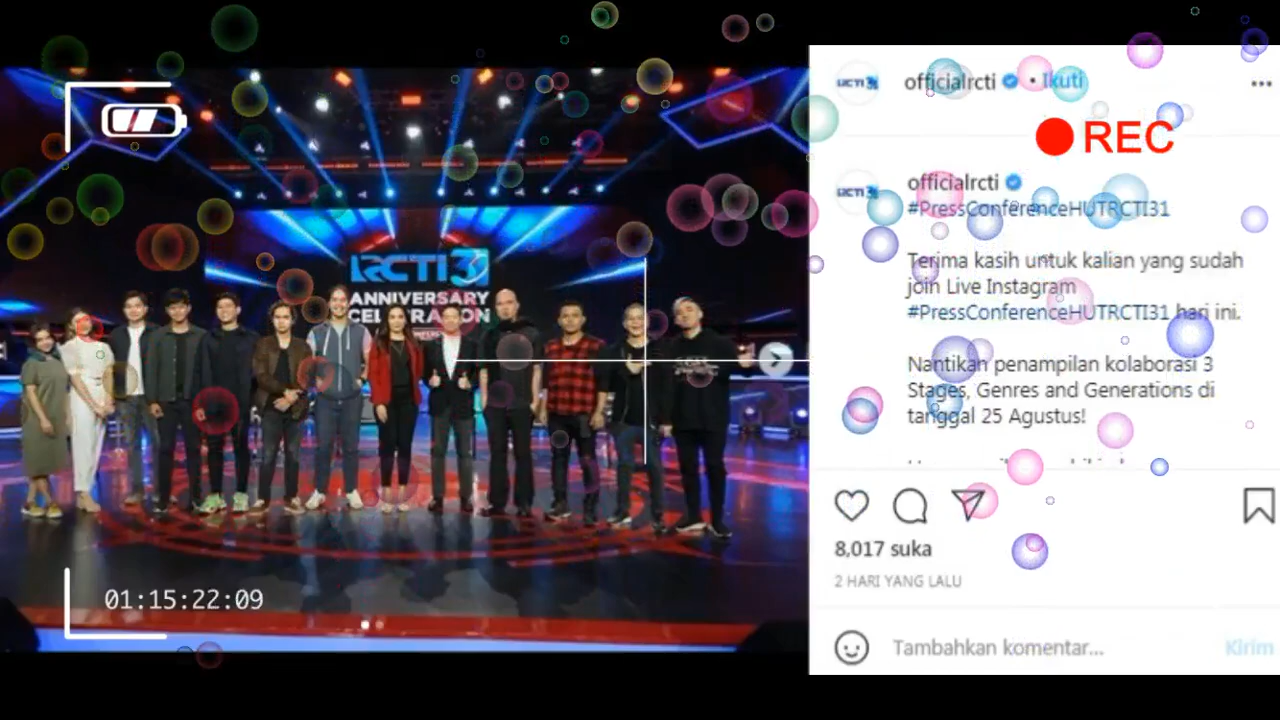 RCTI 3
ANNIVERSARY
CELEBRATION
01:15:22:09
officialrcti • Ikuti
REC
officialrcti
#PressConferenceHUTRCTI31
Terima kasih untuk kalian yang sudah
join Live Instagram
#PressConferenceHUTRCTI31 hari ini.
Nantikan penampilan kolaborasi 3
Stages, Genres and Generations di
tanggal 25 Agustus!
8,017 suka
2 HARI YANG LALU
Tambahkan komentar...
Kirim